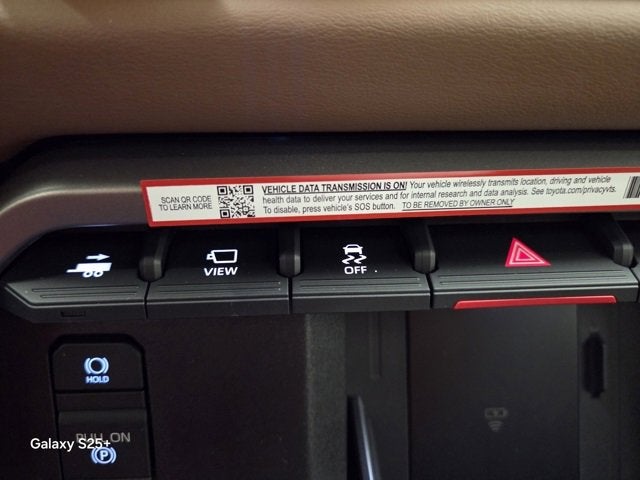 SCAN QR CODE
TO LEARN MORE
VEHICLE DATA TRANSMISSION IS ON! Your vehicle wirelessly transmits location, driving and vehicle
health data to deliver your services and for internal research and data analysis. See toyota.com/privacyvts.
To disable, press vehicle's SOS button. TO BE REMOVED BY OWNER ONLY
VIEW
OFF
HOLD
PULL ON
P
Galaxy S25+